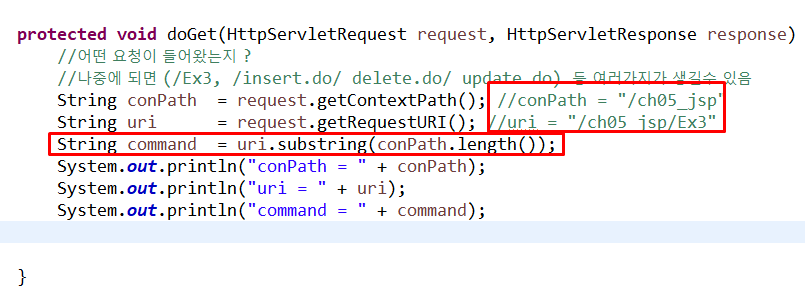 protected void doGet(HttpServletRequest request, HttpServletResponse response)
//어떤 요청이 들어왔는지 ?
//나중에 되면 (/Ex3, /insert.do/ delete.do/ update.do) 등 여러가지가 생길수 있음
String conPath = request.getContextPath(); //conPath = "/ch05_jsp"
String uri = request.getRequestURI(); //uri = "/ch05_jsp/Ex3"
String command = uri.substring(conPath.length());
System.out.println("conPath = " + conPath);
System.out.println("uri = " + uri);
System.out.println("command = " + command);
}